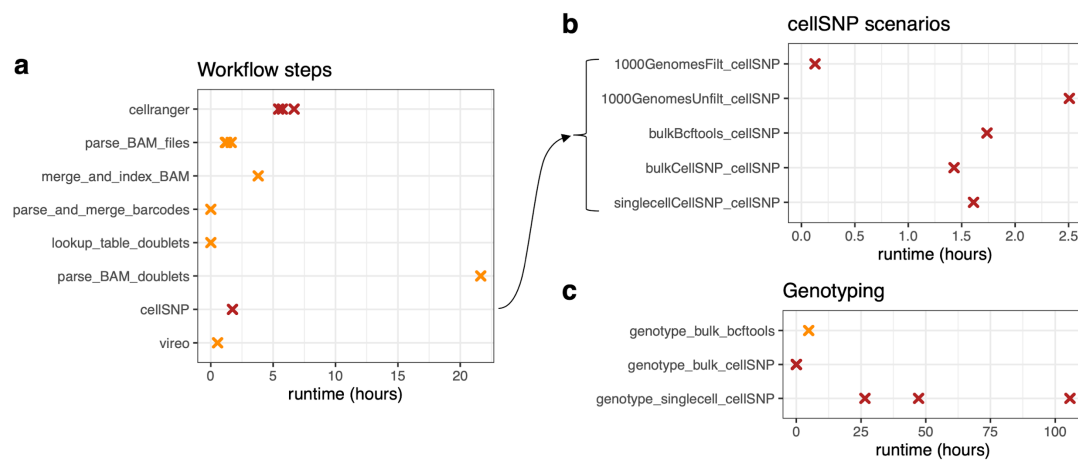 a
Workflow steps
cellranger
parse_BAM_files
merge_and_index_BAM
parse_and_merge_barcodes
lookup_table_doublets
parse_BAM_doublets
cellSNP
vireo
0 5 10 15 20
runtime (hours)
b
cellSNP scenarios
1000GenomesFilt_cellSNP
1000GenomesUnfilt_cellSNP
bulkBcftools_cellSNP
bulkCellSNP_cellSNP
singlecellCellSNP_cellSNP
0.0 0.5 1.0 1.5 2.0 2.5
runtime (hours)
c
Genotyping
genotype_bulk_bcftools
genotype_bulk_cellSNP
genotype_singlecell_cellSNP
0 25 50 75 100
runtime (hours)